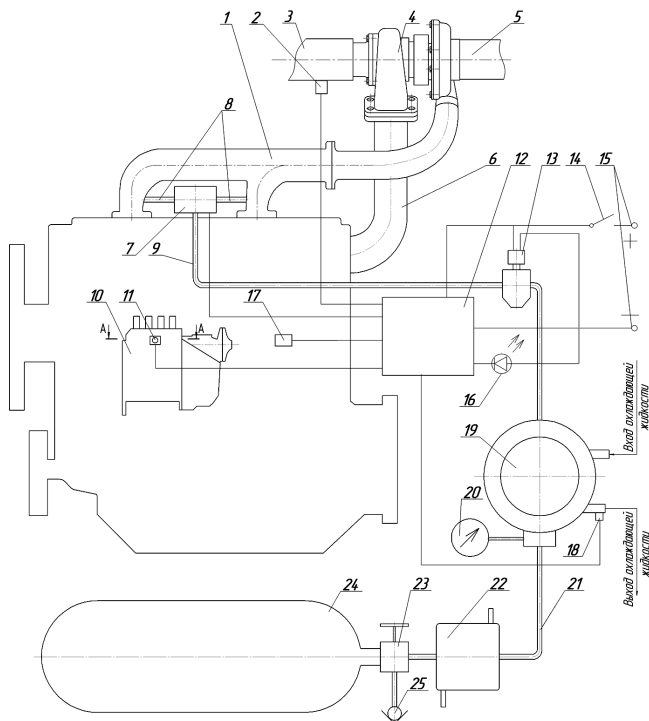 1 2 3 4 5
8
6 12 13 14 15
7 9
10 11 17
А А
16
19
Вход охлаждающей
жидкости
20
18
Выход охлаждающей
жидкости
24 23 22 21
25